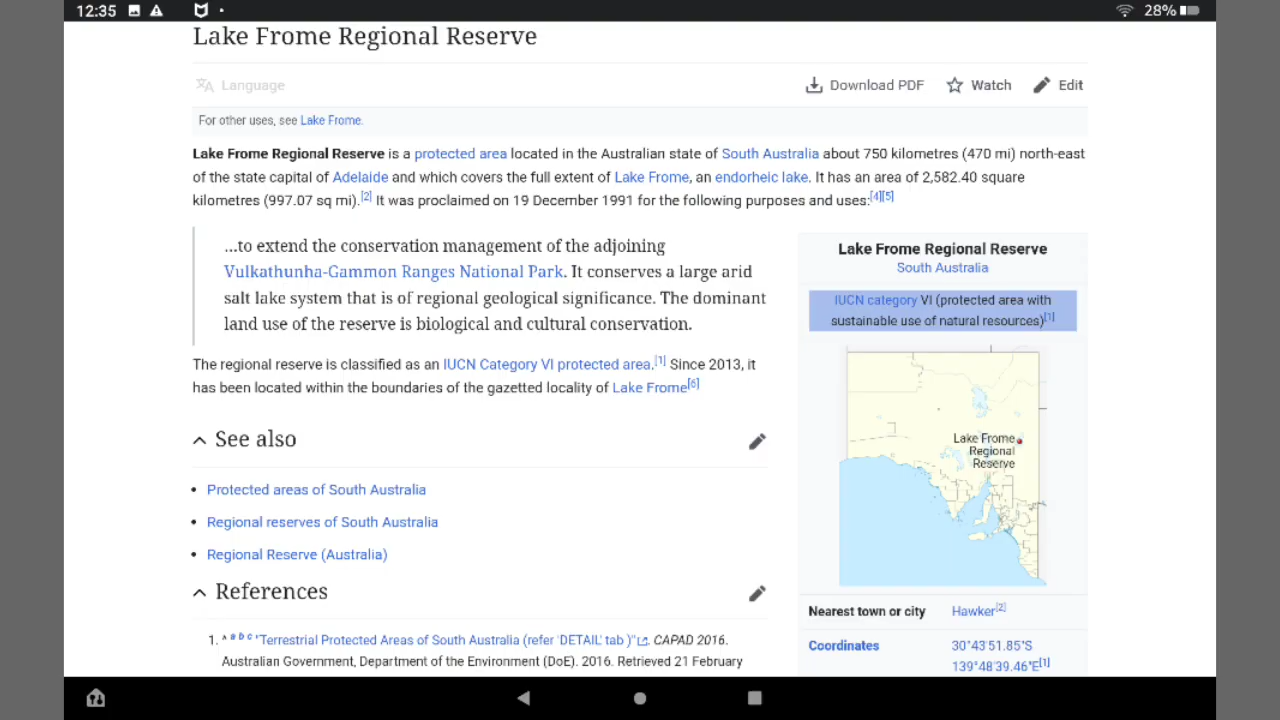 12:35
28%
Lake Frome Regional Reserve
Language
Download PDF
Watch
Edit
For other uses, see Lake Frome.
Lake Frome Regional Reserve is a protected area located in the Australian state of South Australia about 750 kilometres (470 mi) north-east
of the state capital of Adelaide and which covers the full extent of Lake Frome, an endorheic lake. It has an area of 2,582.40 square
kilometres (997.07 sq mi).[2] It was proclaimed on 19 December 1991 for the following purposes and uses:[4][5]
...to extend the conservation management of the adjoining
Vulkathunha-Gammon Ranges National Park. It conserves a large arid
salt lake system that is of regional geological significance. The dominant
land use of the reserve is biological and cultural conservation.
The regional reserve is classified as an IUCN Category VI protected area.[1] Since 2013, it
has been located within the boundaries of the gazetted locality of Lake Frome[6]
See also
• Protected areas of South Australia
• Regional reserves of South Australia
• Regional Reserve (Australia)
References
1. ^ a b c "Terrestrial Protected Areas of South Australia (refer 'DETAIL' tab )". CAPAD 2016.
Australian Government, Department of the Environment (DoE). 2016. Retrieved 21 February
Lake Frome Regional Reserve
South Australia
IUCN category VI (protected area with
sustainable use of natural resources)[1]
Lake Frome
Regional
Reserve
Nearest town or city Hawker[2]
Coordinates 30°43′51.85″S
139°48′39.46″E[1]